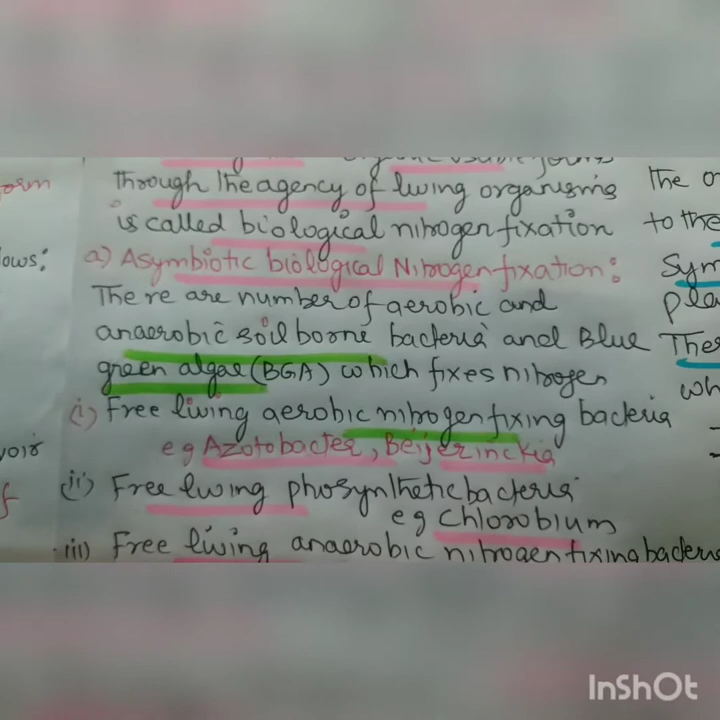 through the agency of living organisms
is called biological nitrogen fixation
a) Asymbiotic biological Nitrogen fixation:
There are number of aerobic and
anaerobic soil borne bacteria and Blue
green algae (BGA) which fixes nitrogen
(i) Free living aerobic nitrogen fixing bacteria
eg Azotobacter, Beijerinckia
(ii) Free living phosynthetic bacteria
eg Chlorobium
iii) Free living anaerobic nitrogen fixing bacteria
orm
lows:
voir
f
The
to the
Sym
pla
Thes
wh
InShOt